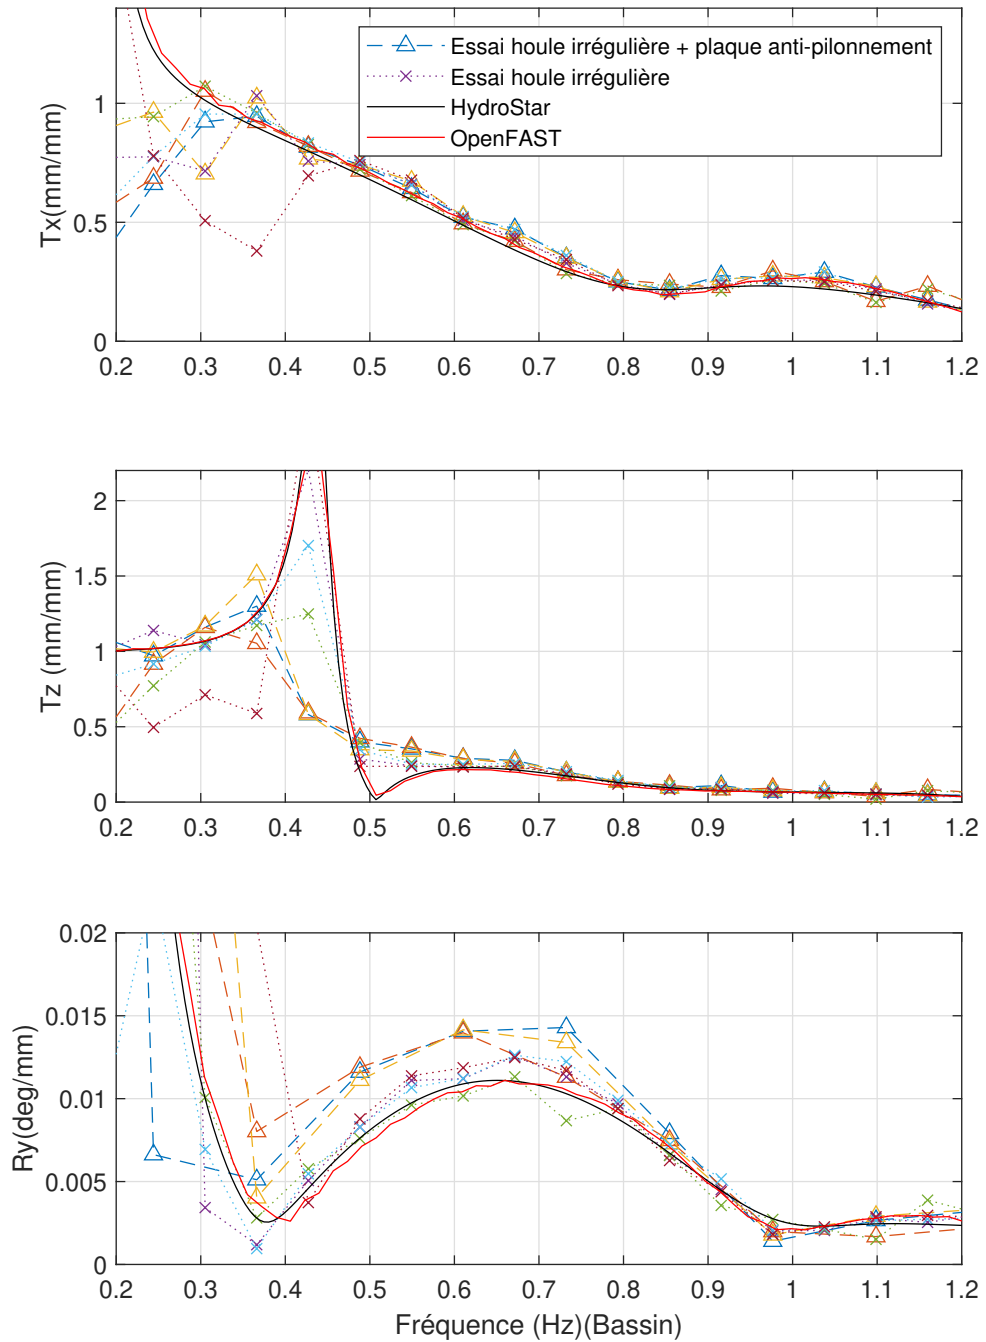 Essai houle irrégulière + plaque anti-pilonnement
Essai houle irrégulière
HydroStar
OpenFAST
Tx(mm/mm)
1
0.5
0
0.2 0.3 0.4 0.5 0.6 0.7 0.8 0.9 1 1.1 1.2
Tz (mm/mm)
2
1.5
1
0.5
0
0.2 0.3 0.4 0.5 0.6 0.7 0.8 0.9 1 1.1 1.2
Ry(deg/mm)
0.02
0.015
0.01
0.005
0
0.2 0.3 0.4 0.5 0.6 0.7 0.8 0.9 1 1.1 1.2
Fréquence (Hz)(Bassin)